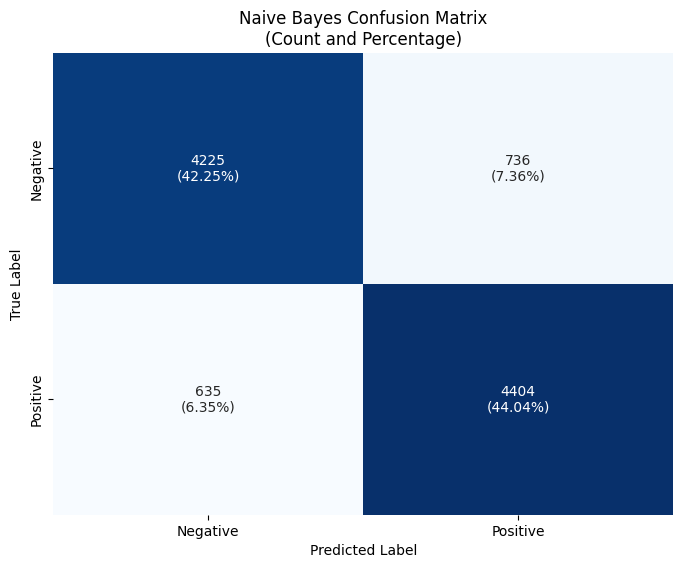 Naive Bayes Confusion Matrix
(Count and Percentage)
True Label
Negative
4225
(42.25%)
736
(7.36%)
Positive
635
(6.35%)
4404
(44.04%)
Negative
Positive
Predicted Label